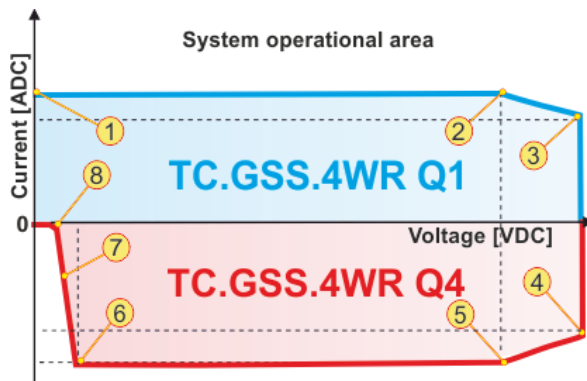 System operational area
Current [ADC]
1
2
3
8
TC.GSS.4WR Q1
0
Voltage [VDC]
7
TC.GSS.4WR Q4
4
6
5